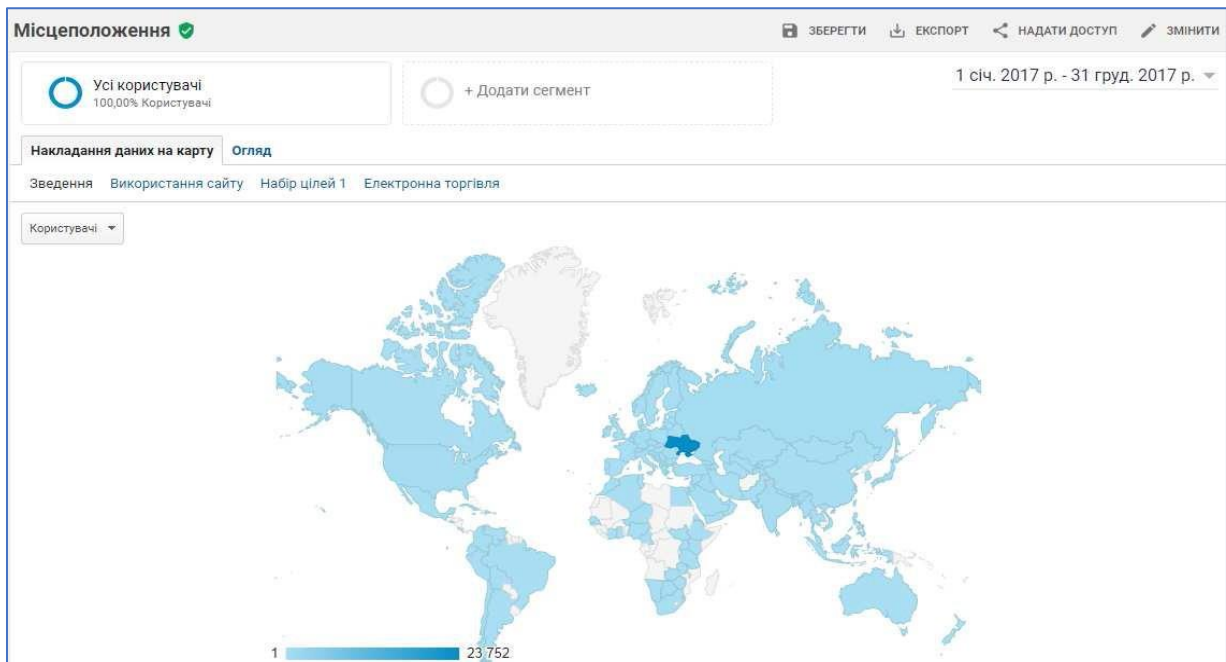 Місцеположення
ЗБЕРЕГТИ ЕКСПОРТ НАДАТИ ДОСТУП ЗМІНИТИ
Усі користувачі
100,00% Користувачі
+ Додати сегмент
1 січ. 2017 р. - 31 груд. 2017 р.
Накладання даних на карту Огляд
Зведення Використання сайту Набір цілей 1 Електронна торгівля
Користувачі
1 23 752